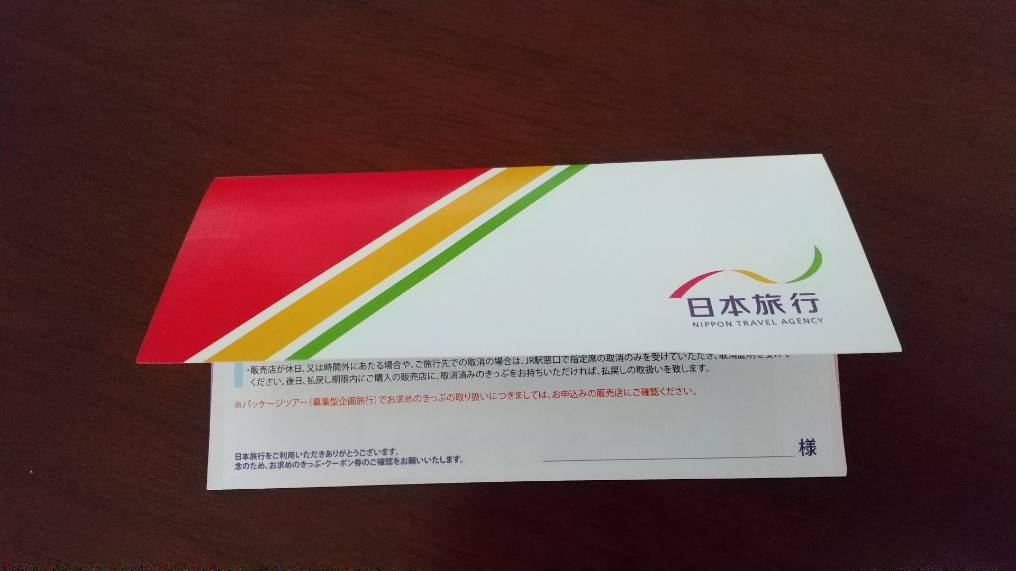 日本旅行
NIPPON TRAVEL AGENCY
・販売店が休日、又は時間外にあたる場合や、ご旅行先での取消の場合は、JR駅窓口で指定席の取消のみを受けていただき、取消証明を受けて
ください。後日、払戻し期限内にご購入の販売店に、取消済みのきっぷをお持ちいただければ、払戻しの取扱いを致します。
※パッケージツアー（募集型企画旅行）でお求めのきっぷの取り扱いにつきましては、お申込みの販売店にご確認ください。
日本旅行をご利用いただきありがとうございます。
念のため、お求めのきっぷ・クーポン券のご確認をお願いいたします。
様